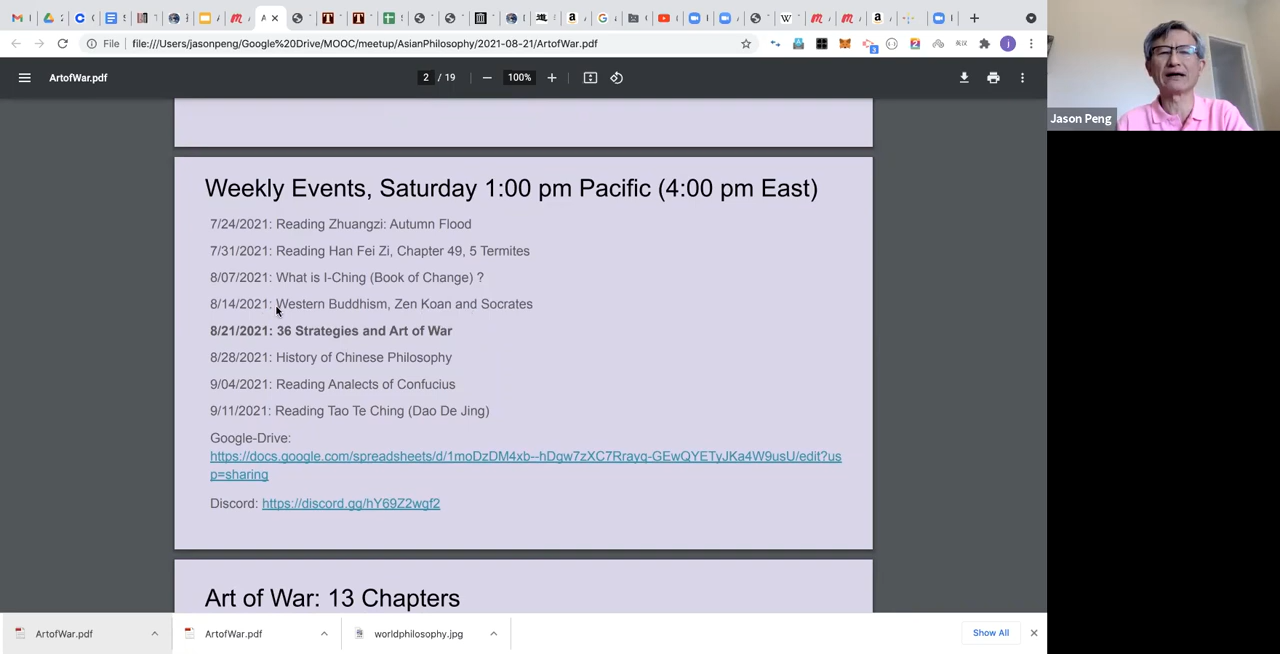 File
file:///Users/jasonpeng/Google%20Drive/MOOC/meetup/AsianPhilosophy/2021-08-21/ArtofWar.pdf
ArtofWar.pdf
2 / 19
100%
Jason Peng
Weekly Events, Saturday 1:00 pm Pacific (4:00 pm East)
7/24/2021: Reading Zhuangzi: Autumn Flood
7/31/2021: Reading Han Fei Zi, Chapter 49, 5 Termites
8/07/2021: What is I-Ching (Book of Change) ?
8/14/2021: Western Buddhism, Zen Koan and Socrates
8/21/2021: 36 Strategies and Art of War
8/28/2021: History of Chinese Philosophy
9/04/2021: Reading Analects of Confucius
9/11/2021: Reading Tao Te Ching (Dao De Jing)
Google-Drive:
https://docs.google.com/spreadsheets/d/1moDzDM4xb--hDgw7zXC7Rrayq-GEwQYETyJKa4W9usU/edit?us
p=sharing
Discord: https://discord.gg/hY69Z2wgf2
Art of War: 13 Chapters
ArtofWar.pdf
ArtofWar.pdf
worldphilosophy.jpg
Show All